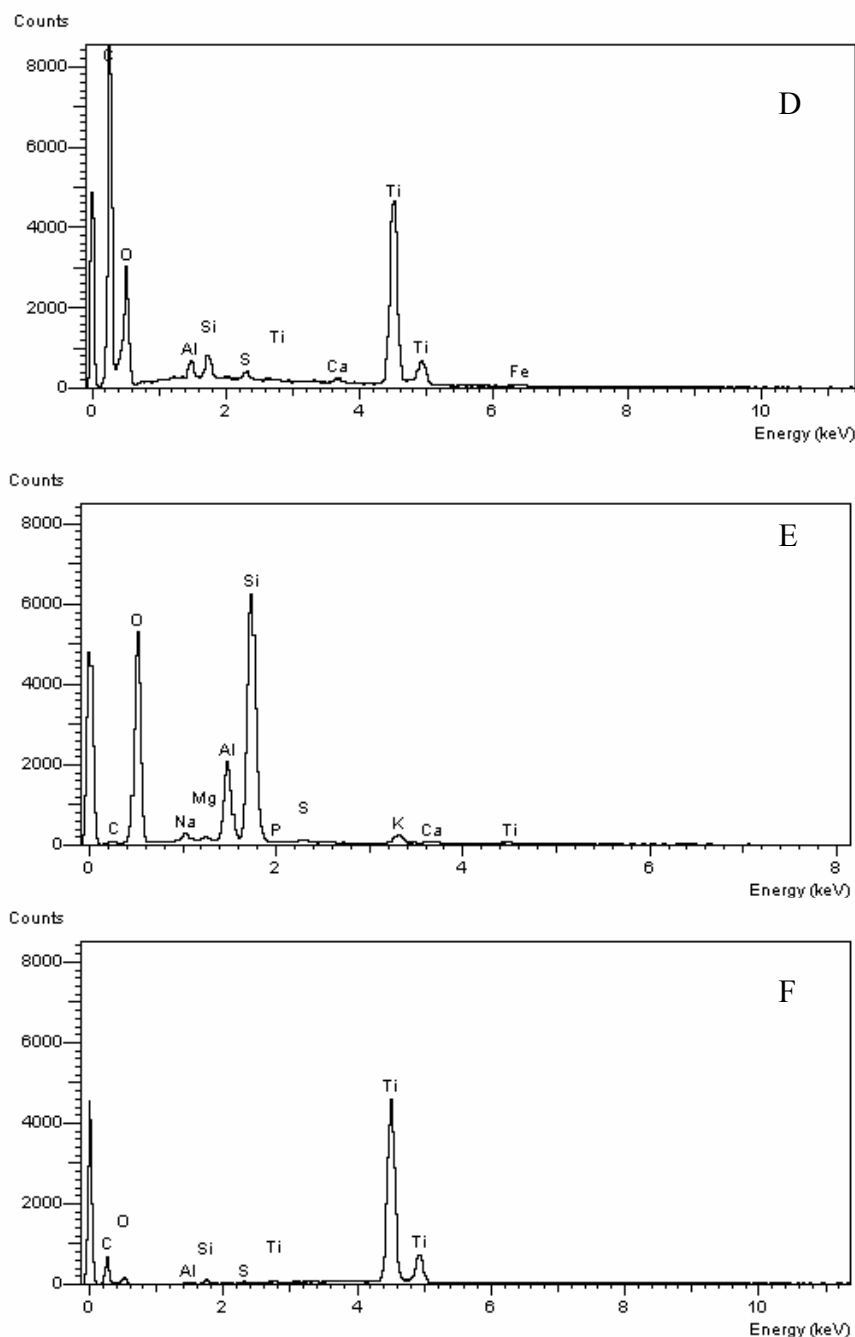 Counts
8000
6000
4000
2000
0
C
O
Al
Si
S
Ti
Ca
Ti
Ti
Fe
D
0 2 4 6 8 10
Energy (keV)
Counts
8000
6000
4000
2000
0
C
O
Na
Mg
Al
Si
P
S
K
Ca
Ti
E
0 2 4 6 8
Energy (keV)
Counts
8000
6000
4000
2000
0
C
O
Al
Si
S
Ti
Ti
Ti
F
0 2 4 6 8 10
Energy (keV)